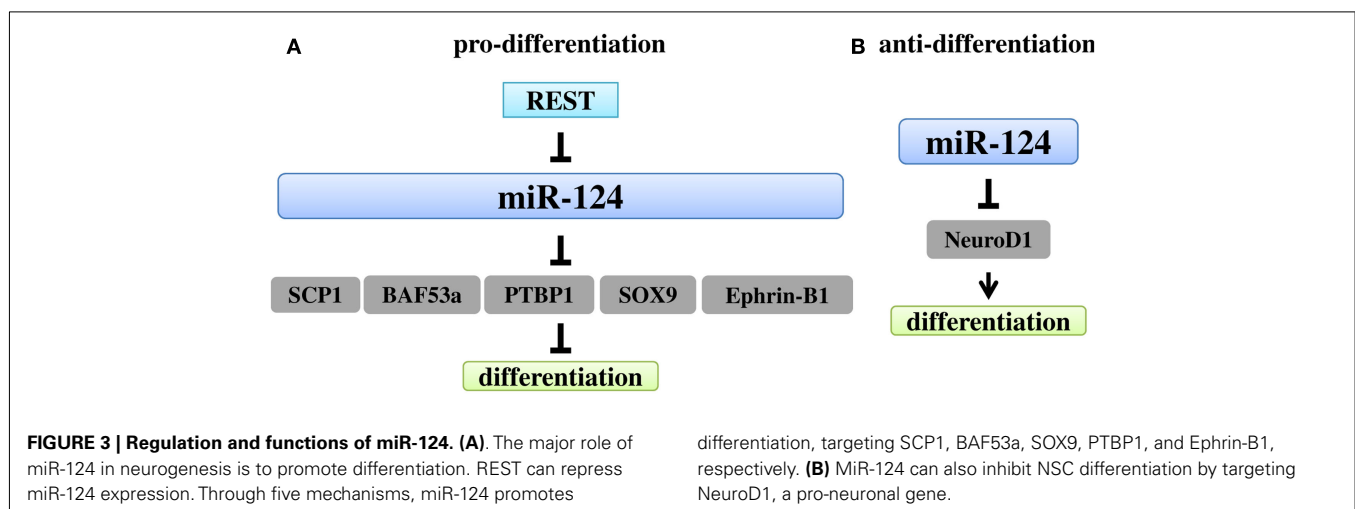 A
pro-differentiation
REST
miR-124
SCP1 BAF53a PTBP1 SOX9 Ephrin-B1
differentiation
B anti-differentiation
miR-124
NeuroD1
differentiation
FIGURE 3 | Regulation and functions of miR-124. (A). The major role of
miR-124 in neurogenesis is to promote differentiation. REST can repress
miR-124 expression. Through five mechanisms, miR-124 promotes
differentiation, targeting SCP1, BAF53a, SOX9, PTBP1, and Ephrin-B1,
respectively. (B) MiR-124 can also inhibit NSC differentiation by targeting
NeuroD1, a pro-neuronal gene.